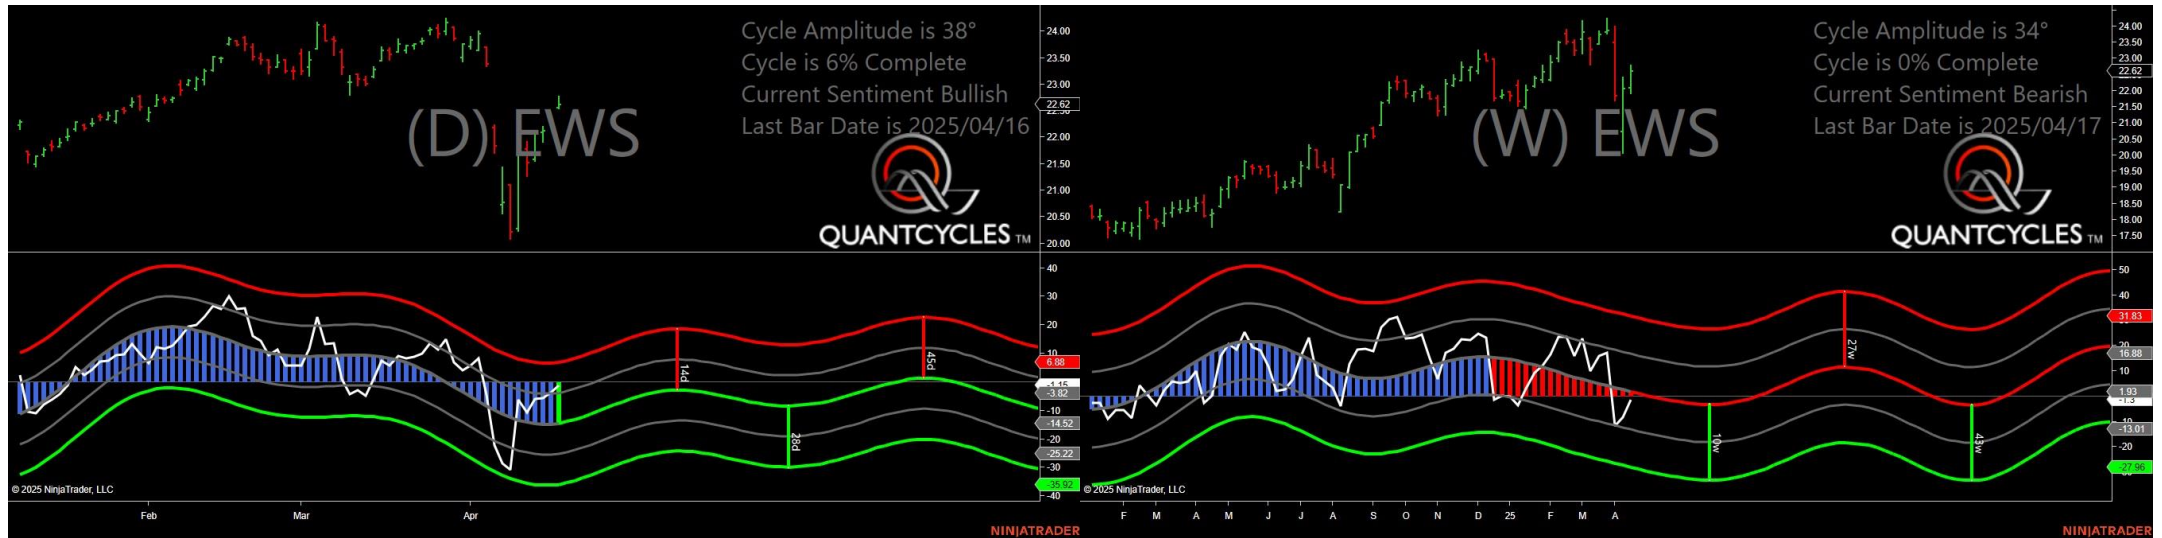 Cycle Amplitude is 38°
Cycle is 6% Complete
Current Sentiment Bullish
Last Bar Date is 2025/04/16
(D) EWS
QUANTCYCLES TM
24.00
23.50
23.00
22.62
22.00
21.50
21.00
20.50
20.00
40
30
20
10
6.88
-1.15
-3.82
-10
-14.52
-20
-25.22
-30
-35.92
-40
14d
28d
45d
© 2025 NinjaTrader, LLC
Feb Mar Apr
NINJATRADER
Cycle Amplitude is 34°
Cycle is 0% Complete
Current Sentiment Bearish
Last Bar Date is 2025/04/17
(W) EWS
QUANTCYCLES TM
24.00
23.50
23.00
22.62
22.00
21.50
21.00
20.50
20.00
19.50
19.00
18.50
18.00
17.50
50
40
31.83
30
20
16.88
10
1.93
-1.3
-13.01
-20
-27.96
10w
27w
43w
© 2025 NinjaTrader, LLC
F M A M J J A S O N D 25 F M A
NINJATRADER